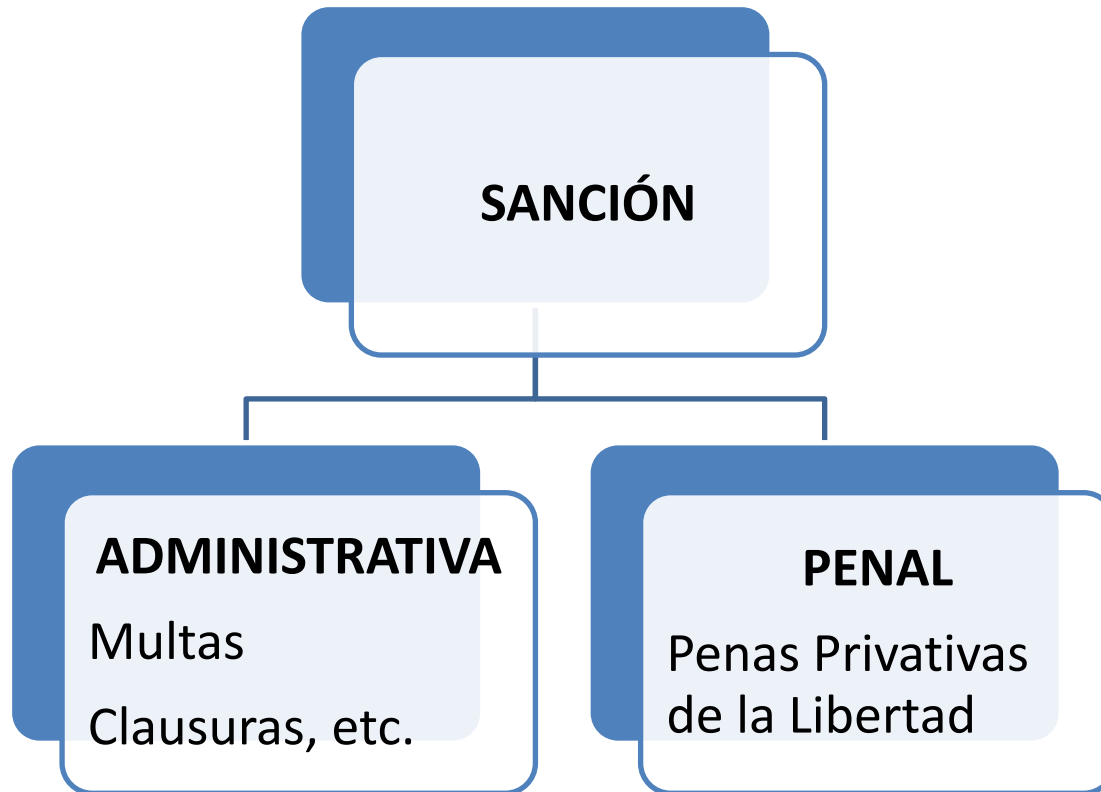 SANCIÓN
ADMINISTRATIVA
Multas
Clausuras, etc.
PENAL
Penas Privativas
de la Libertad